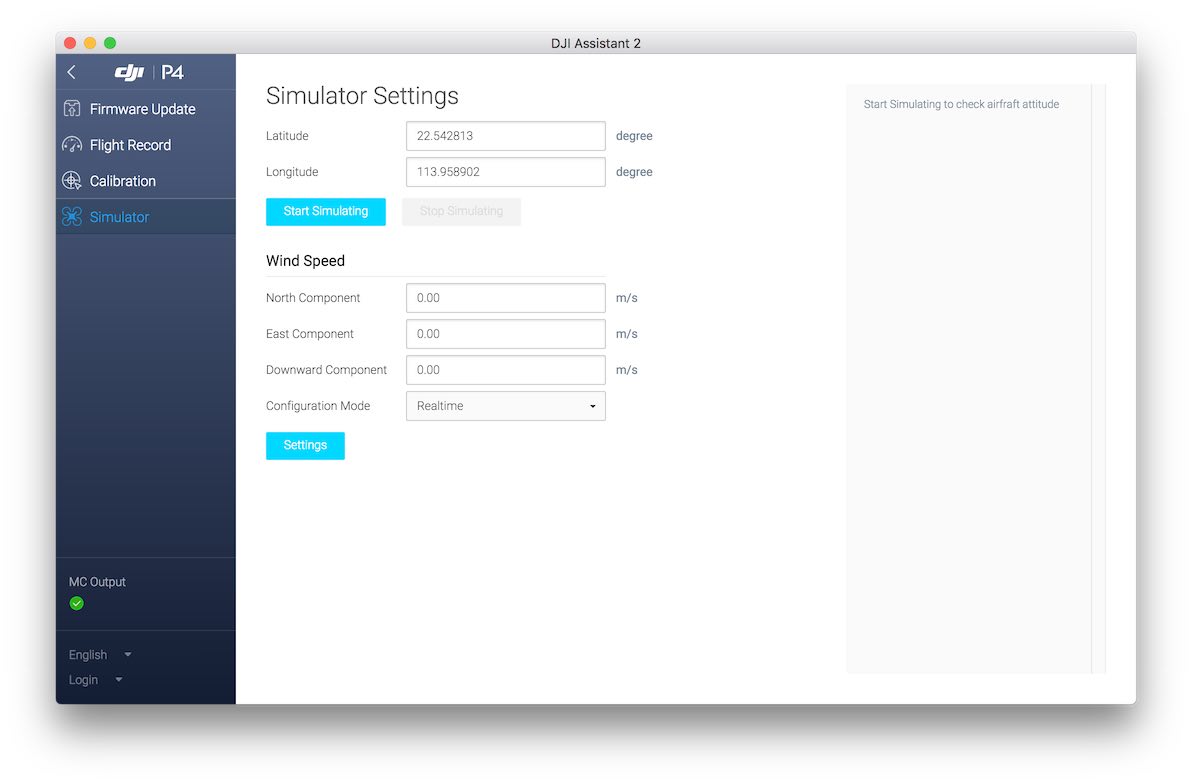 DJI Assistant 2
dji P4
Firmware Update
Flight Record
Calibration
Simulator
MC Output
English
Login
Simulator Settings
Latitude 22.542813 degree
Longitude 113.958902 degree
Start Simulating Stop Simulating
Wind Speed
North Component 0.00 m/s
East Component 0.00 m/s
Downward Component 0.00 m/s
Configuration Mode Realtime
Settings
Start Simulating to check airfraft attitude